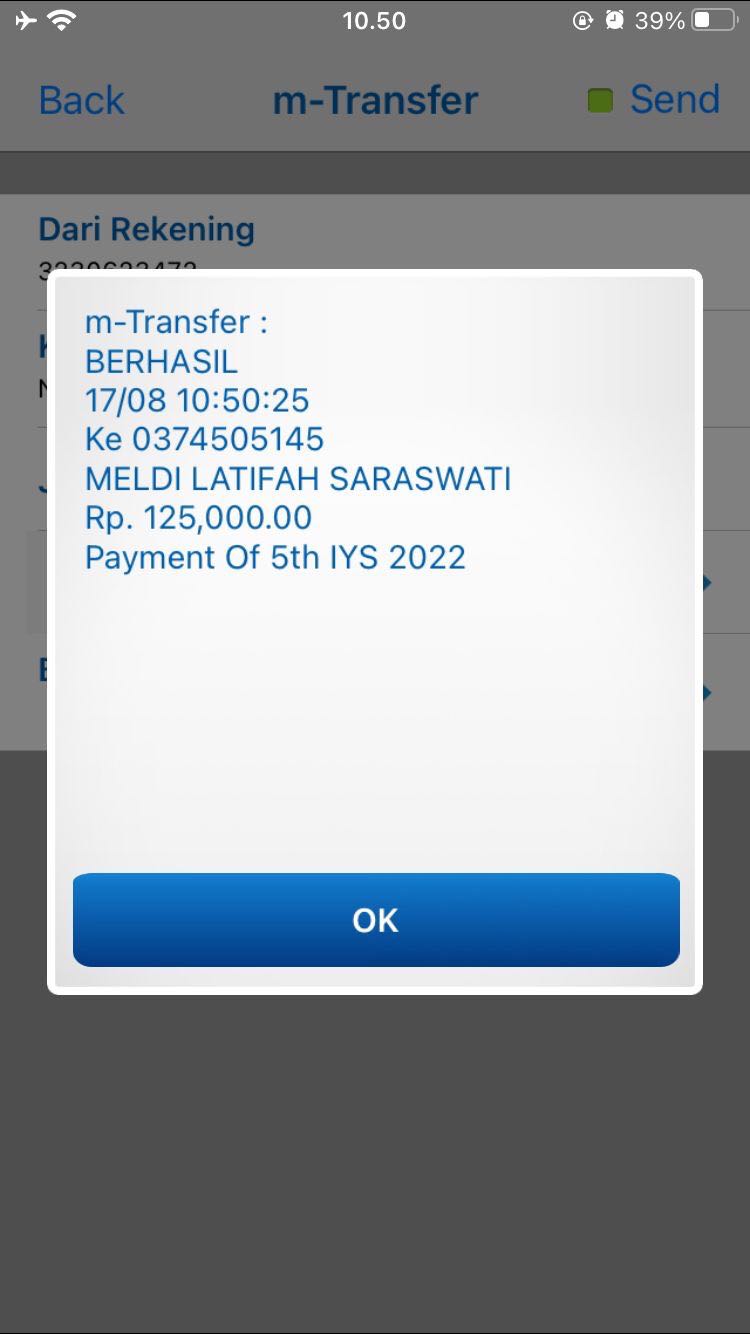 10.50
39%
Back
m-Transfer
Send
Dari Rekening
m-Transfer :
BERHASIL
17/08 10:50:25
Ke 0374505145
MELDI LATIFAH SARASWATI
Rp. 125,000.00
Payment Of 5th IYS 2022
OK